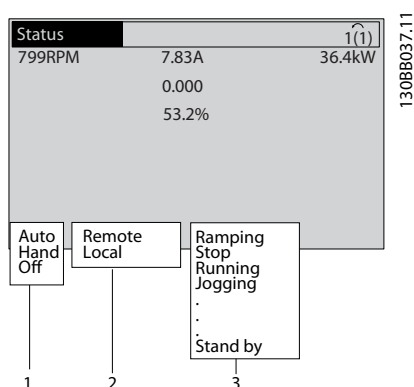 Status 1(1)
799RPM 7.83A 36.4kW
0.000
53.2%
Auto
Hand
Off
Remote
Local
Ramping
Stop
Running
Jogging
.
.
.
Stand by
1 2 3
130BB037.11